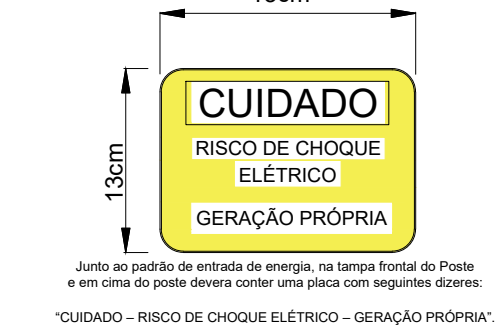 CUIDADO
RISCO DE CHOQUE
ELÉTRICO
GERAÇÃO PRÓPRIA
13cm
Junto ao padrão de entrada de energia, na tampa frontal do Poste
e em cima do poste devera conter uma placa com seguintes dizeres:
“CUIDADO – RISCO DE CHOQUE ELÉTRICO – GERAÇÃO PRÓPRIA”.